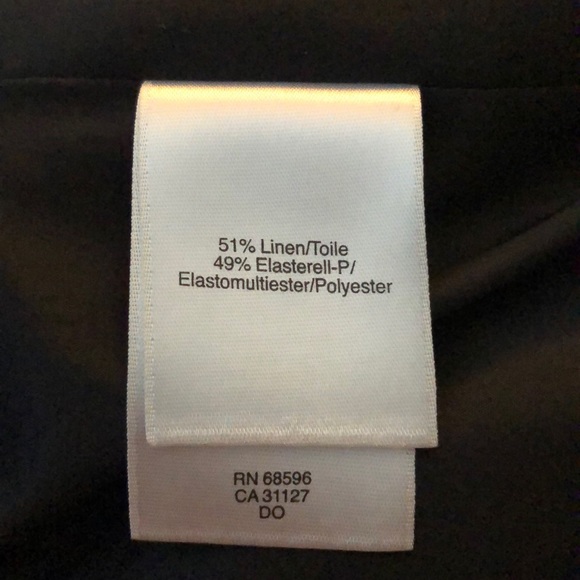 51% Linen/Toile
49% Elasterell-P/
Elastomultiester/Polyester
RN 68596
CA 31127
DO